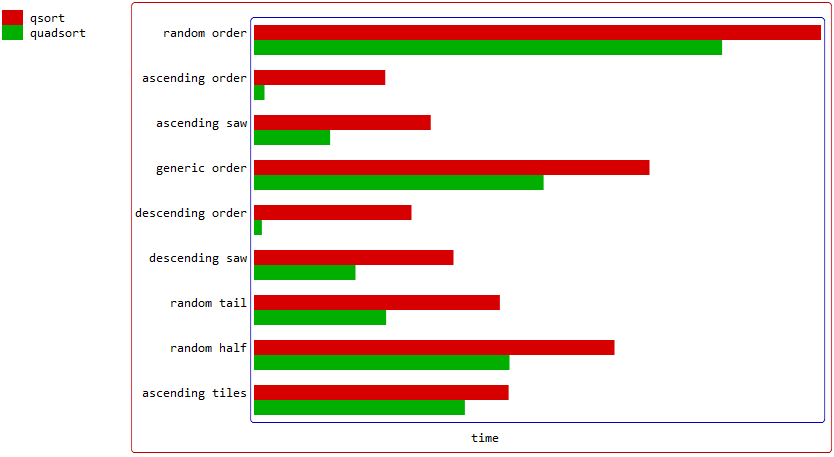 qsort
quadsort
random order
ascending order
ascending saw
generic order
descending order
descending saw
random tail
random half
ascending tiles
time